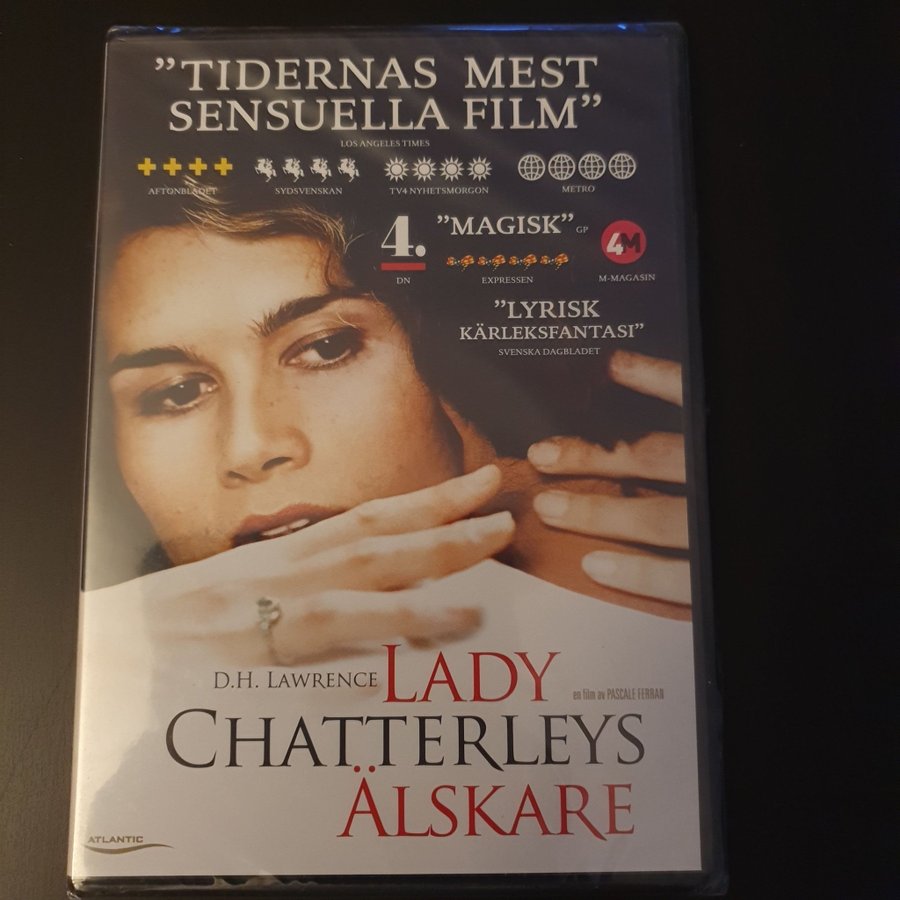 ”TIDERNAS MEST
SENSUELLA FILM”
LOS ANGELES TIMES
AFTONBLADET
SYDSVENSKAN
TV4 NYHETSMORGON
METRO
4.
DN
”MAGISK” GP
EXPRESSEN
4M
M-MAGASIN
”LYRISK
KÄRLEKSFANTASI”
SVENSKA DAGBLADET
D.H. LAWRENCE LADY
en film av PASCALE FERRAN
CHATTERLEYS
ÄLSKARE
ATLANTIC